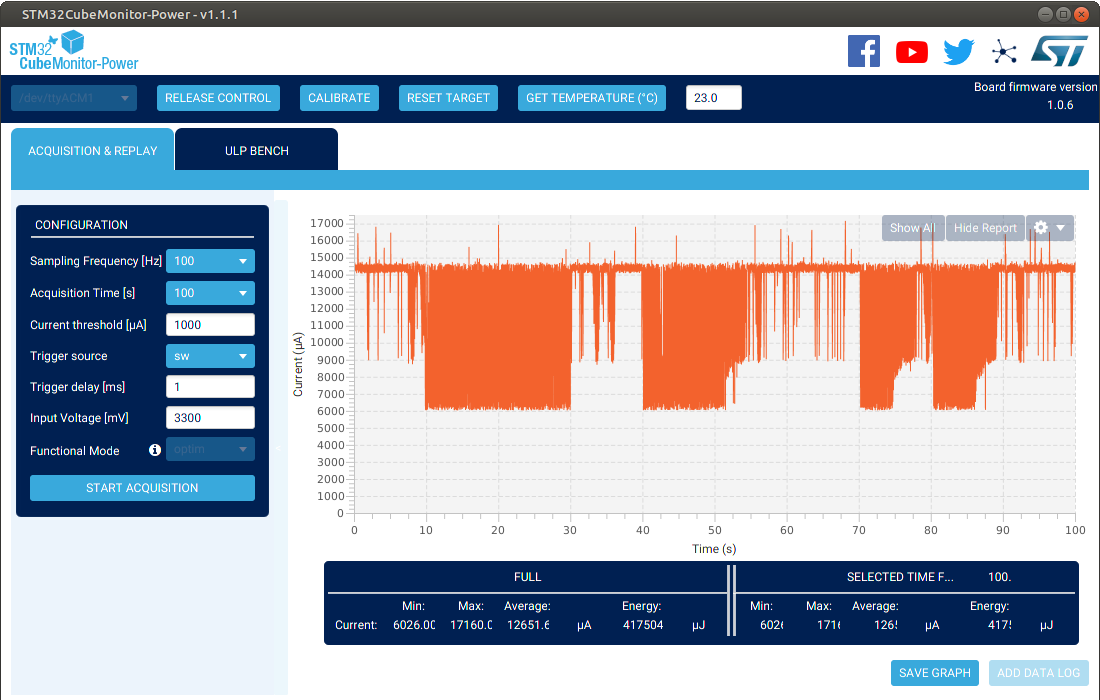 STM32CubeMonitor-Power - v1.1.1
STM32
CubeMonitor-Power
/dev/ttyACM1
RELEASE CONTROL
CALIBRATE
RESET TARGET
GET TEMPERATURE (°C)
23.0
Board firmware version
1.0.6
ACQUISITION & REPLAY
ULP BENCH
CONFIGURATION
Sampling Frequency [Hz] 100
Acquisition Time [s] 100
Current threshold [µA] 1000
Trigger source sw
Trigger delay [ms] 1
Input Voltage [mV] 3300
Functional Mode optim
START ACQUISITION
Show All
Hide Report
Current (µA)
17000
16000
15000
14000
13000
12000
11000
10000
9000
8000
7000
6000
5000
4000
3000
2000
1000
0
0 10 20 30 40 50 60 70 80 90 100
Time (s)
FULL
Min: Max: Average: Energy:
Current: 6026.00 17160.0 12651.6 µA 417504 µJ
SELECTED TIME F... 100.
Min: Max: Average: Energy:
6026 1716 1265 µA 4175 µJ
SAVE GRAPH
ADD DATA LOG